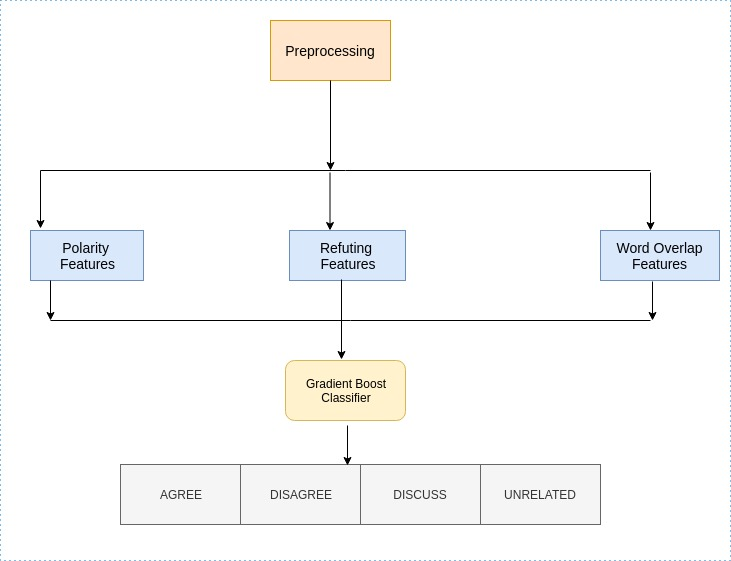 Preprocessing
Polarity
Features
Refuting
Features
Word Overlap
Features
Gradient Boost
Classifier
AGREE
DISAGREE
DISCUSS
UNRELATED